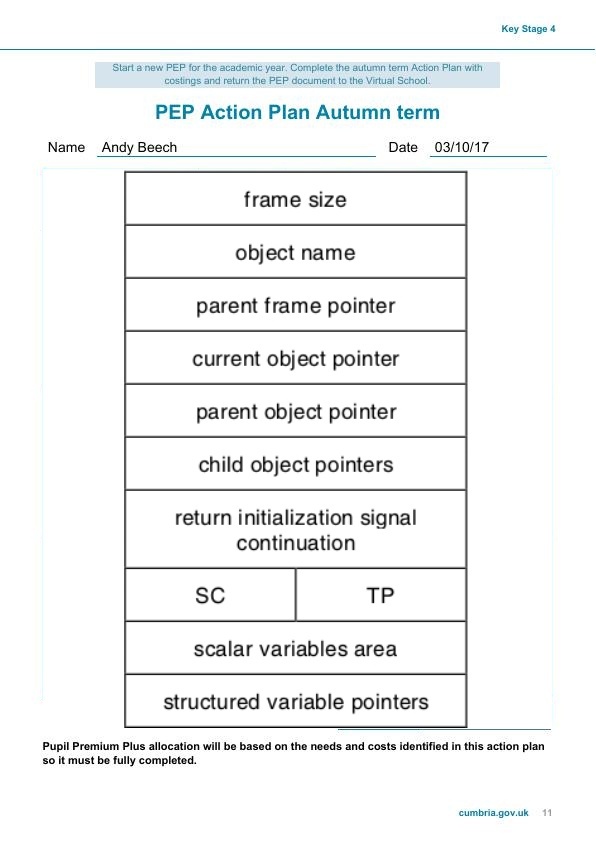 Key Stage 4
Start a new PEP for the academic year. Complete the autumn term Action Plan with
costings and return the PEP document to the Virtual School.
PEP Action Plan Autumn term
Name Andy Beech Date 03/10/17
frame size
object name
parent frame pointer
current object pointer
parent object pointer
child object pointers
return initialization signal
continuation
SC TP
scalar variables area
structured variable pointers
Pupil Premium Plus allocation will be based on the needs and costs identified in this action plan
so it must be fully completed.
cumbria.gov.uk 11